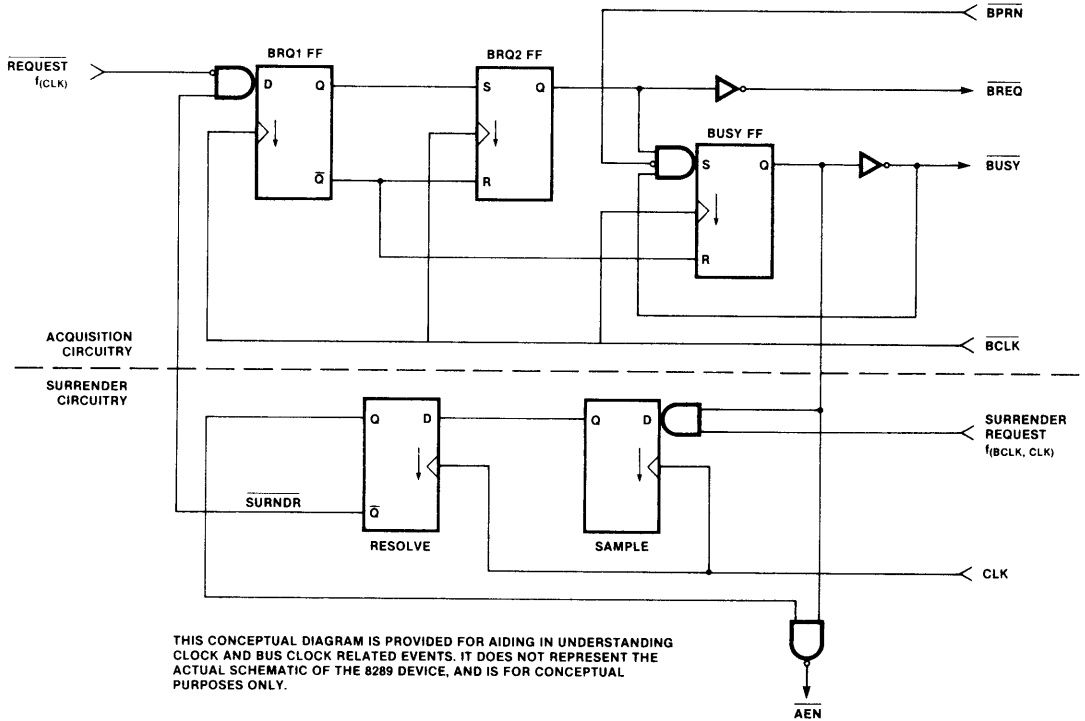 BPRN
BRQ1 FF
BRQ2 FF
REQUEST
f(CLK)
D Q
S Q
BREQ
BUSY FF
S Q
BUSY
Q
R
R
ACQUISITION
CIRCUITRY
BCLK
SURRENDER
CIRCUITRY
Q D
Q D
SURRENDER
REQUEST
f(BCLK, CLK)
SURNDR
Q
RESOLVE
SAMPLE
CLK
THIS CONCEPTUAL DIAGRAM IS PROVIDED FOR AIDING IN UNDERSTANDING
CLOCK AND BUS CLOCK RELATED EVENTS. IT DOES NOT REPRESENT THE
ACTUAL SCHEMATIC OF THE 8289 DEVICE, AND IS FOR CONCEPTUAL
PURPOSES ONLY.
AEN